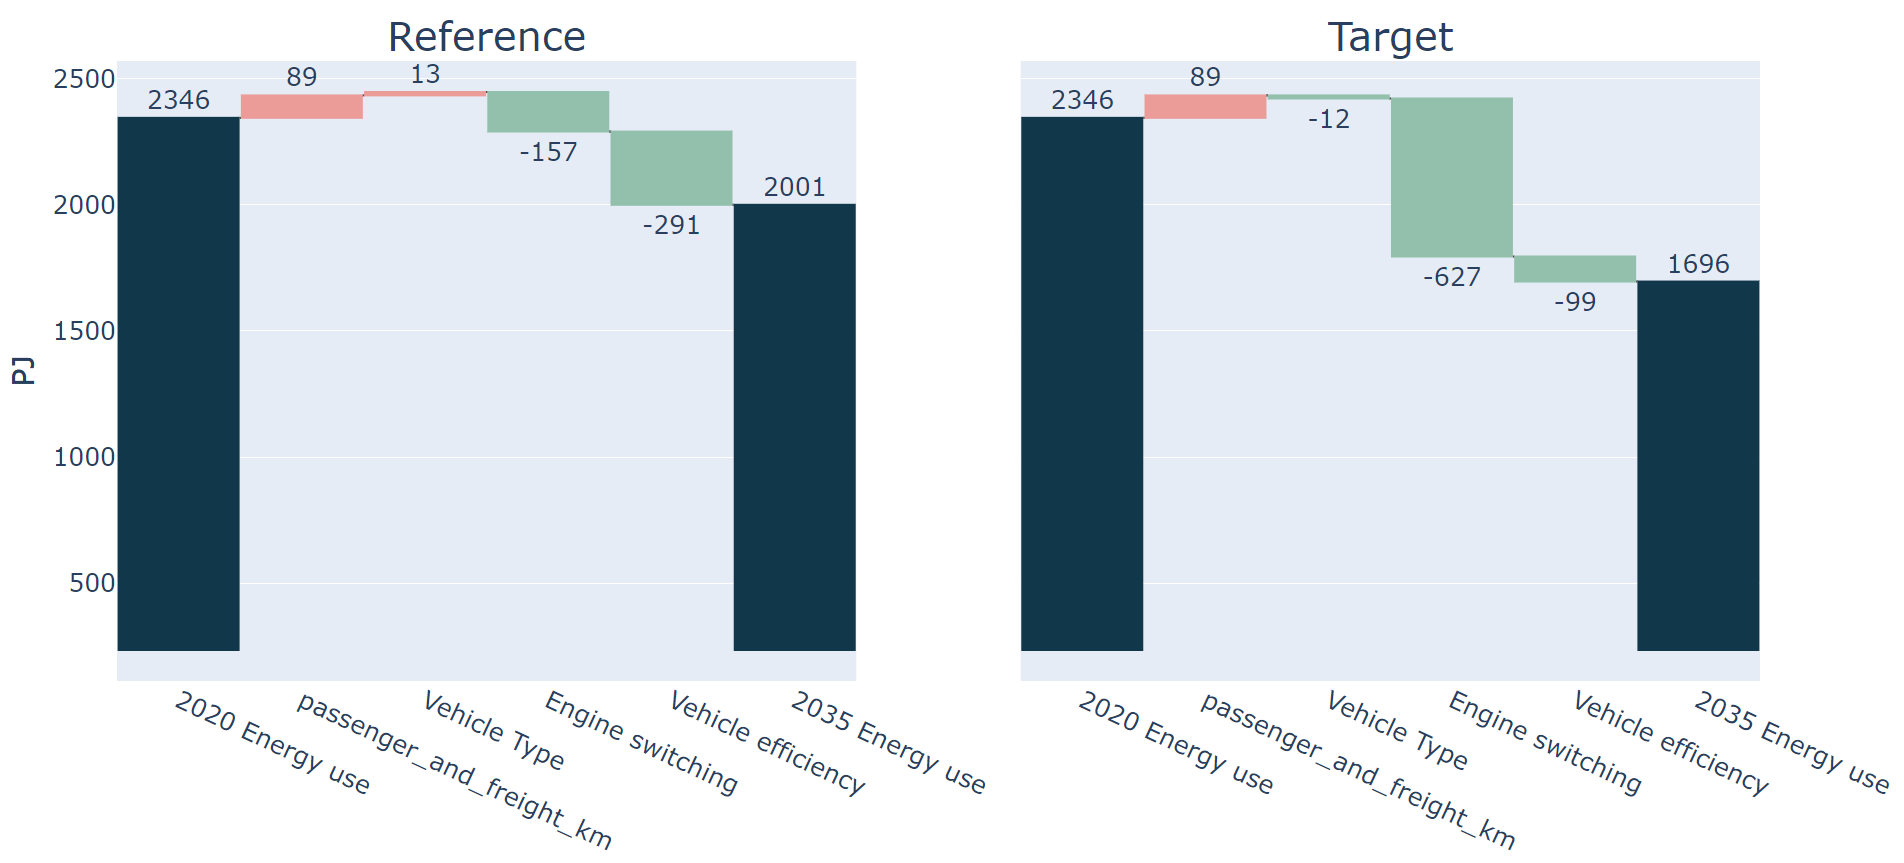 Reference
Target
PJ
2500
2000
1500
1000
500
2346
89
13
-157
-291
2001
2020 Energy use
passenger_and_freight_km
Vehicle Type
Engine switching
Vehicle efficiency
2035 Energy use
2346
89
-12
-627
-99
1696
2020 Energy use
passenger_and_freight_km
Vehicle Type
Engine switching
Vehicle efficiency
2035 Energy use